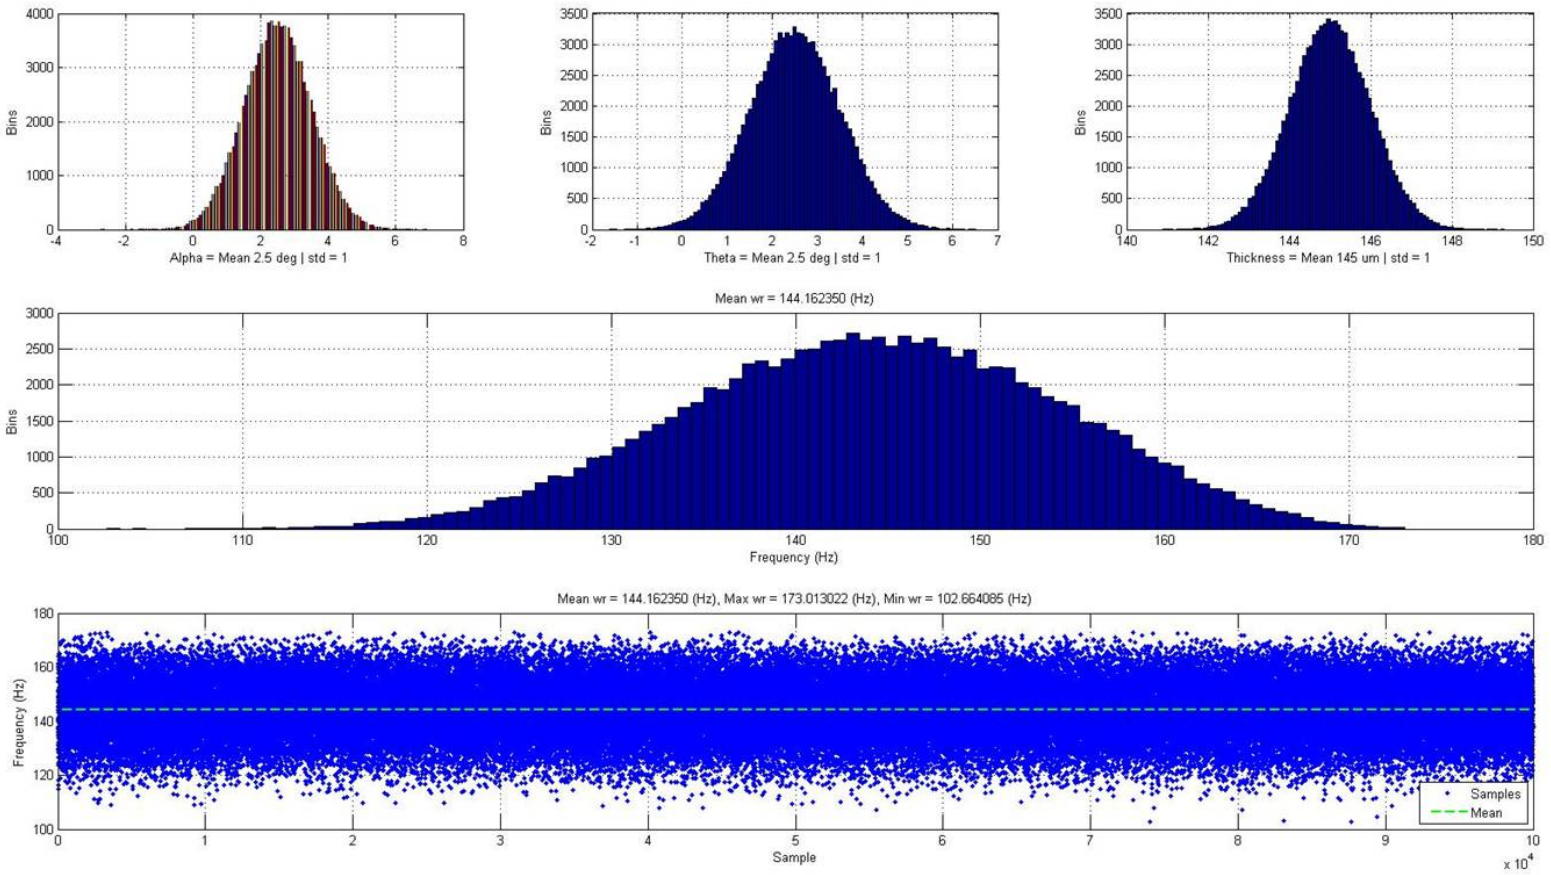 4000
3000
2000
1000
0
Bins
-4 -2 0 2 4 6 8
Alpha = Mean 2.5 deg | std = 1
3500
3000
2500
2000
1500
1000
500
0
Bins
-2 -1 0 1 2 3 4 5 6 7
Theta = Mean 2.5 deg | std = 1
3500
3000
2500
2000
1500
1000
500
0
Bins
140 142 144 146 148 150
Thickness = Mean 145 um | std = 1
Mean wr = 144.162350 (Hz)
3000
2500
2000
1500
1000
500
0
Bins
100 110 120 130 140 150 160 170 180
Frequency (Hz)
Mean wr = 144.162350 (Hz), Max wr = 173.013022 (Hz), Min wr = 102.664085 (Hz)
180
160
140
120
100
Frequency (Hz)
Samples
Mean
0 1 2 3 4 5 6 7 8 9 10
Sample
x 10^4